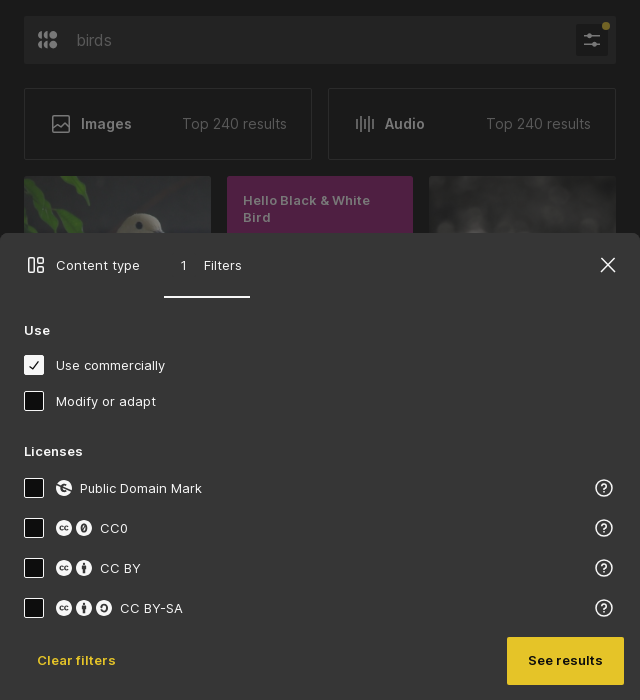 birds
Images Top 240 results
Audio Top 240 results
Hello Black & White
Bird
Content type
1 Filters
Use
Use commercially
Modify or adapt
Licenses
Public Domain Mark
CC0
CC BY
CC BY-SA
Clear filters
See results